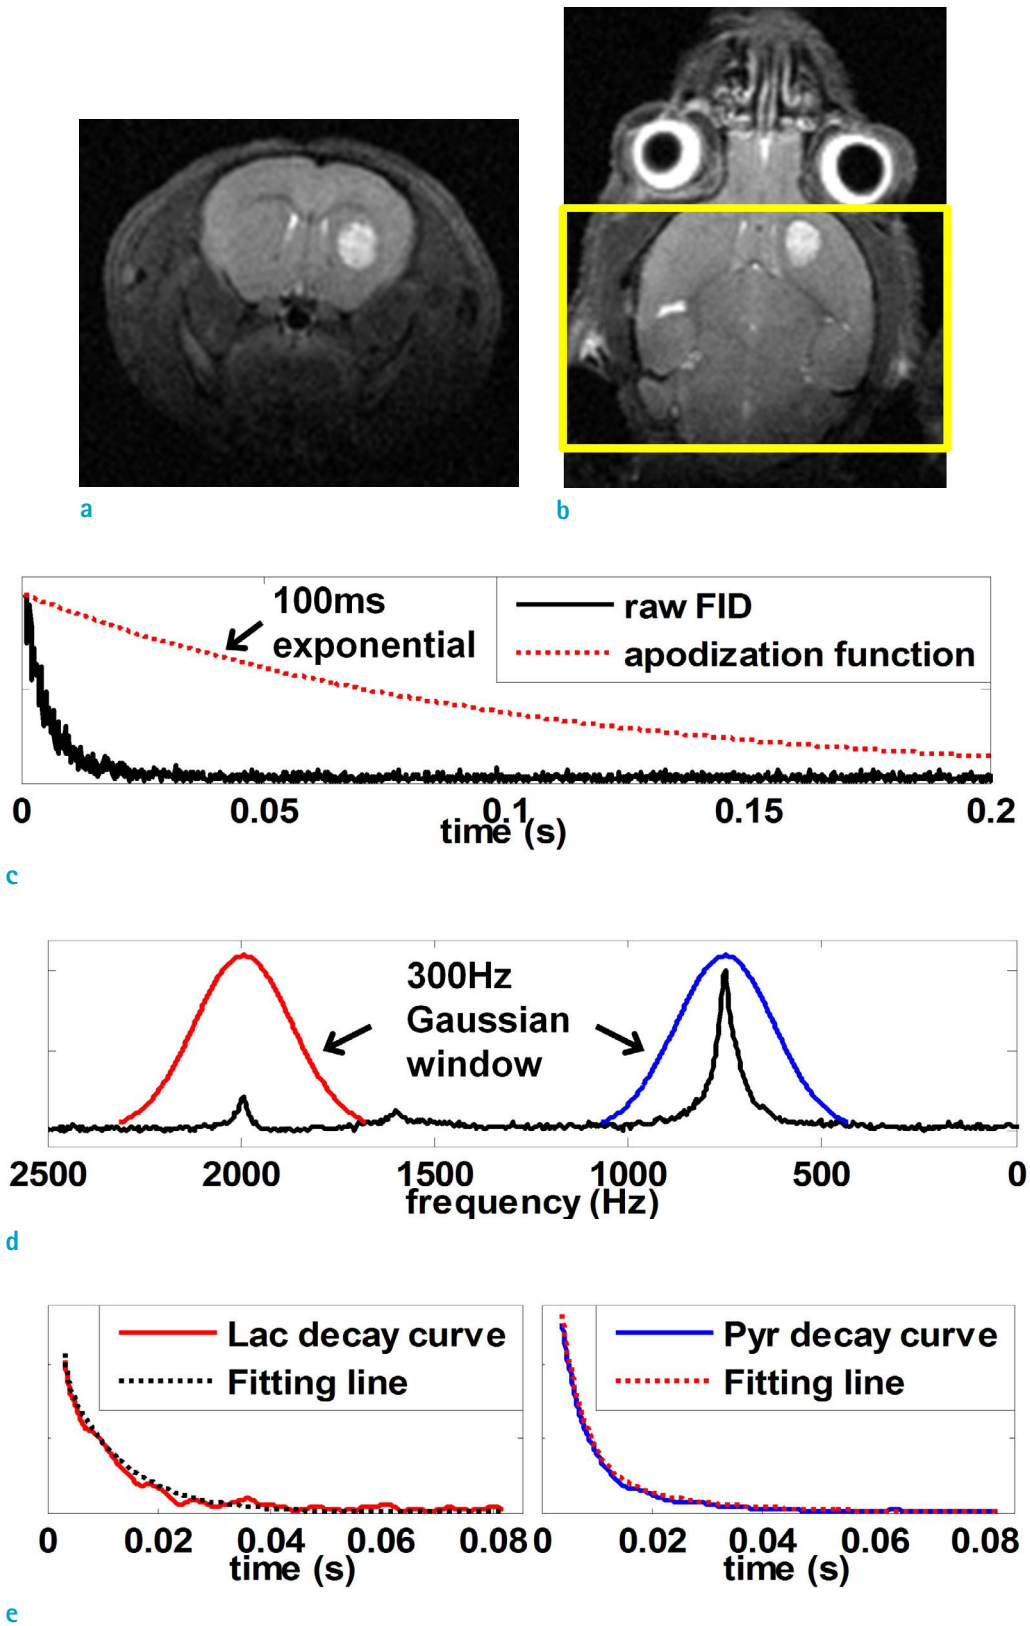 a
b
100ms
exponential
raw FID
apodization function
0 0.05 0.1 0.15 0.2
time (s)
c
300Hz
Gaussian
window
2500 2000 1500 1000 500 0
frequency (Hz)
d
Lac decay curve
Fitting line
0 0.02 0.04 0.06 0.08
time (s)
Pyr decay curve
Fitting line
0 0.02 0.04 0.06 0.08
time (s)
e